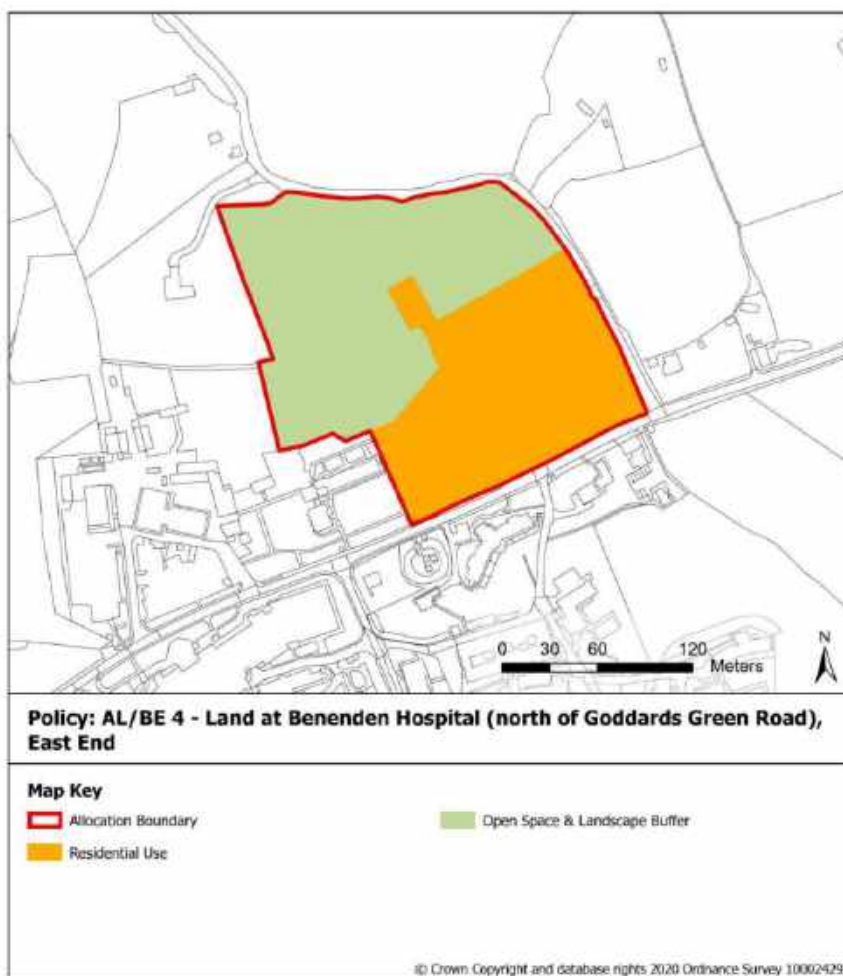 0 30 60 120
Meters
N
Policy: AL/BE 4 - Land at Benenden Hospital (north of Goddards Green Road),
East End
Map Key
Allocation Boundary
Open Space & Landscape Buffer
Residential Use
© Crown Copyright and database rights 2020 Ordnance Survey 10002429